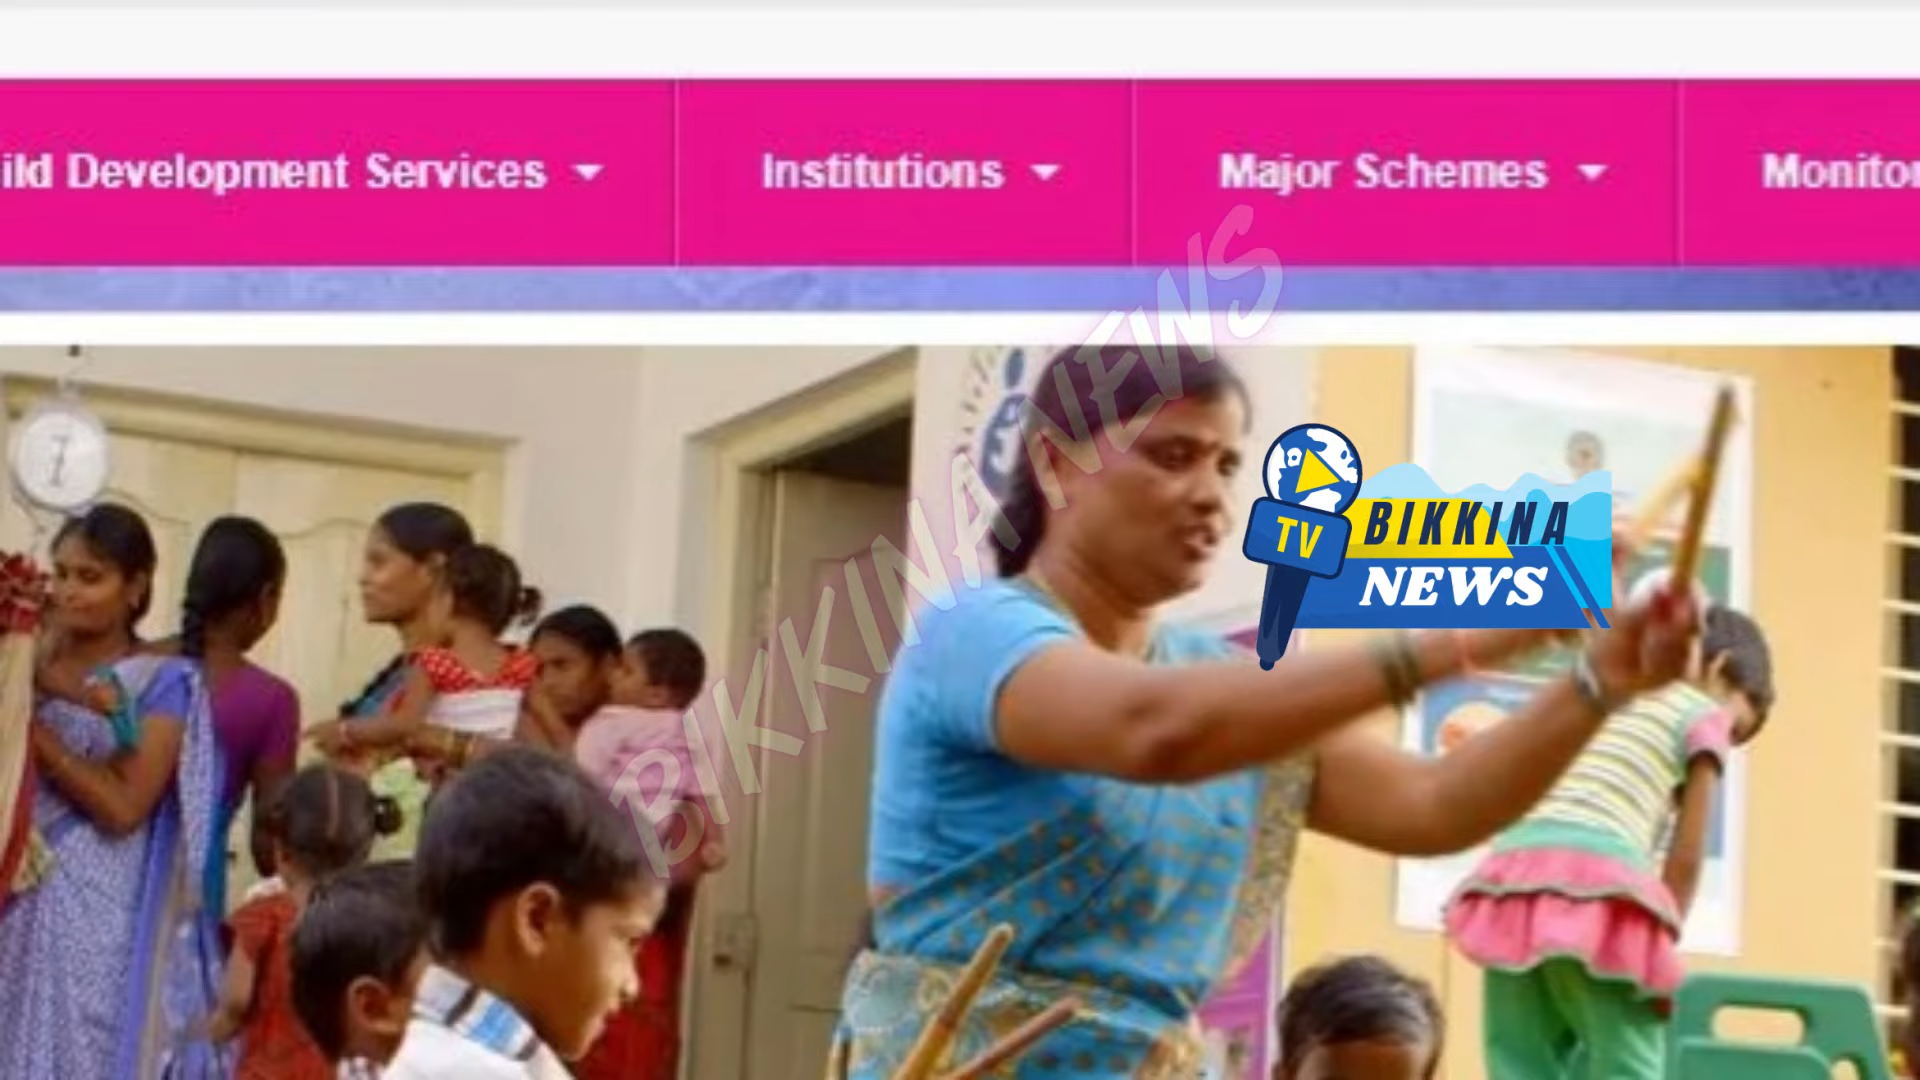 ild Development Services
Institutions
Major Schemes
Monitor
BIKKINA NEWS
TV
BIKKINA
NEWS